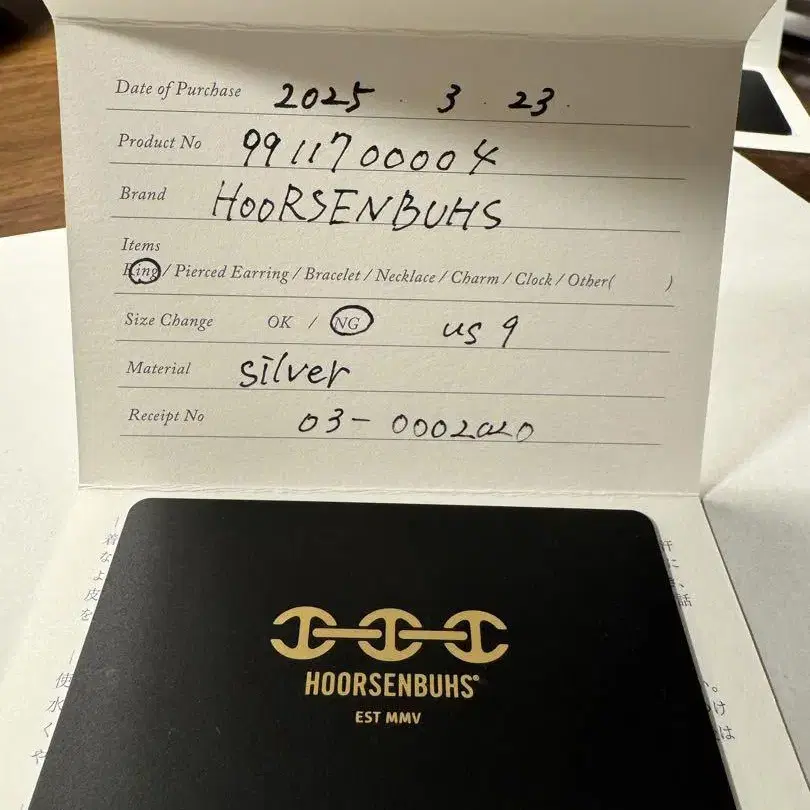 Date of Purchase 2025 . 3 . 23 .
Product No 9911700004
Brand HOORSENBUHS
Items
Ring / Pierced Earring / Bracelet / Necklace / Charm / Clock / Other( )
Size Change OK / NG us 9
Material silver
Receipt No 03-0002020
HOORSENBUHS®
EST MMV